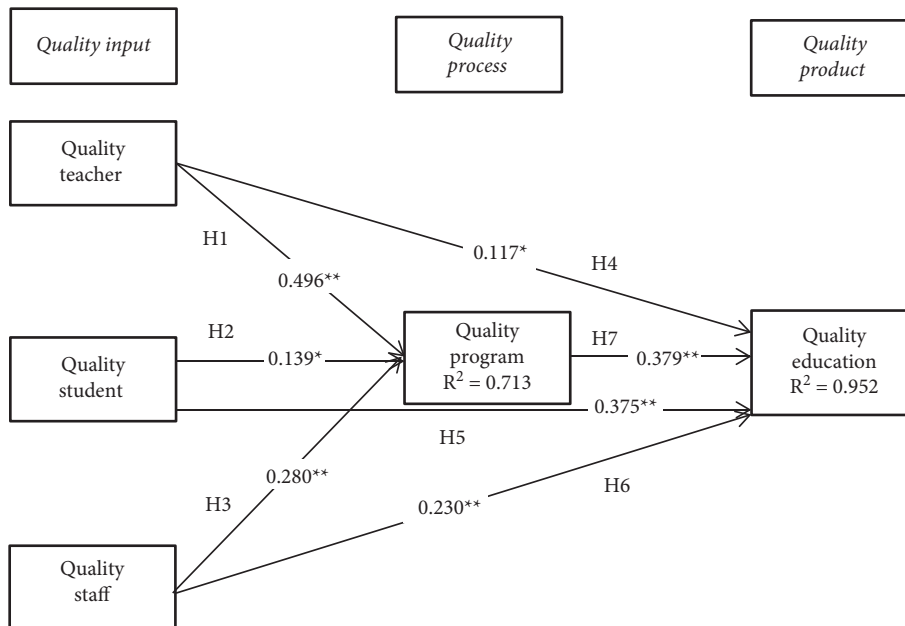 Quality input
Quality
process
Quality
product
Quality
teacher
H1
0.496**
0.117*
H4
H2
0.139*
Quality
student
Quality
program
R² = 0.713
H7
0.379**
Quality
education
R² = 0.952
0.375**
H5
H3
0.280**
0.230**
H6
Quality
staff